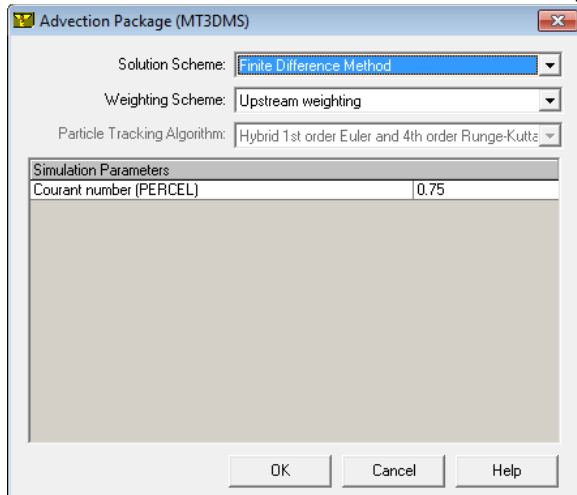 Advection Package (MT3DMS)
Solution Scheme: Finite Difference Method
Weighting Scheme: Upstream weighting
Particle Tracking Algorithm: Hybrid 1st order Euler and 4th order Runge-Kutta
Simulation Parameters
Courant number (PERCEL) 0.75
OK Cancel Help